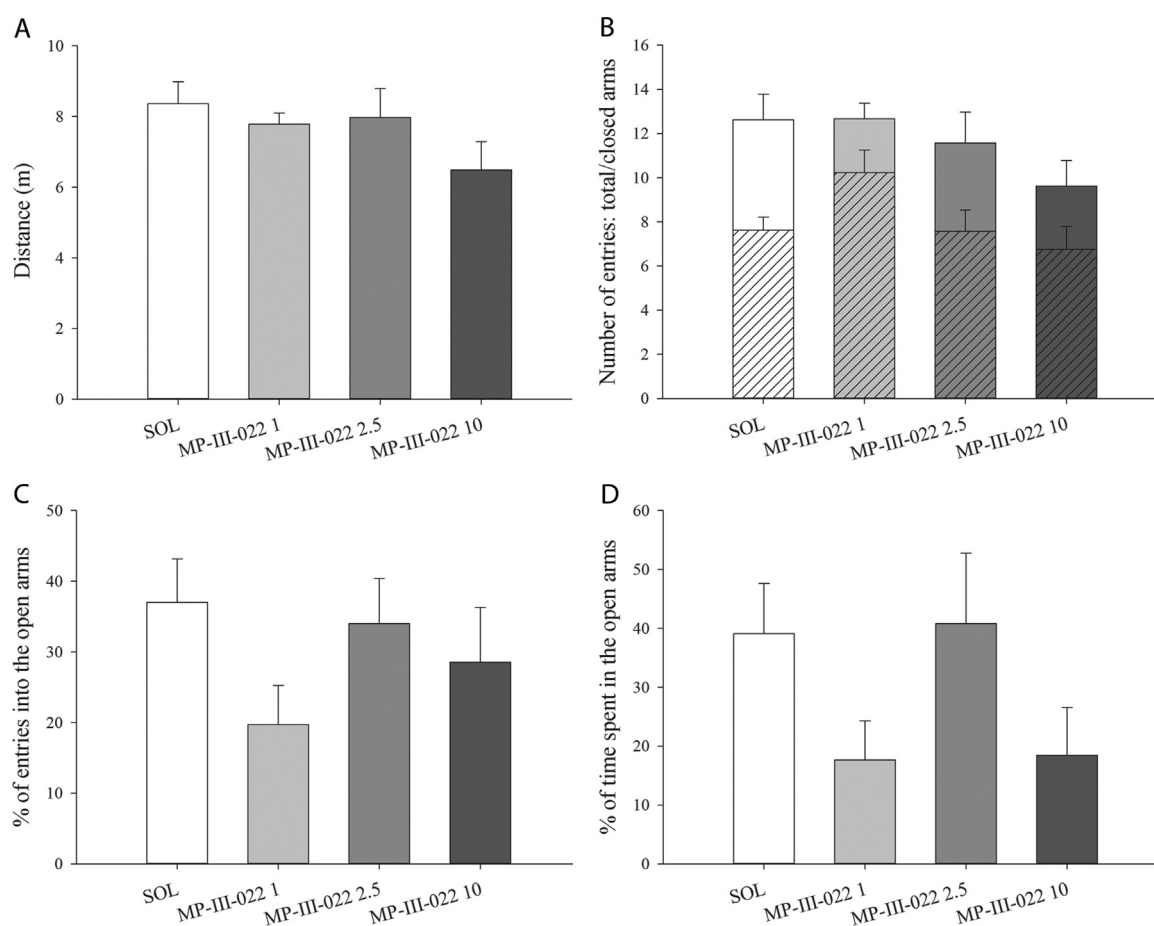 A
Distance (m)
10
8
6
4
2
0
SOL
MP-III-022 1
MP-III-022 2.5
MP-III-022 10
B
Number of entries: total/closed arms
16
14
12
10
8
6
4
2
0
SOL
MP-III-022 1
MP-III-022 2.5
MP-III-022 10
C
% of entries into the open arms
50
40
30
20
10
0
SOL
MP-III-022 1
MP-III-022 2.5
MP-III-022 10
D
% of time spent in the open arms
60
50
40
30
20
10
0
SOL
MP-III-022 1
MP-III-022 2.5
MP-III-022 10